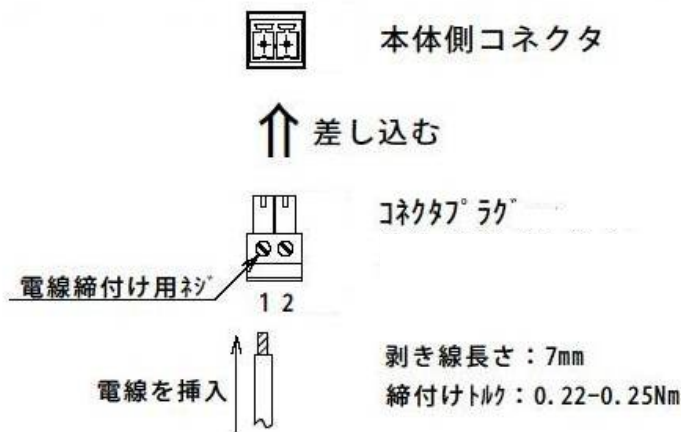 本体側コネクタ
差し込む
コネクタプラグ
電線締付け用ネジ
1 2
電線を挿入
剥き線長さ：7mm
締付けトルク：0.22-0.25Nm